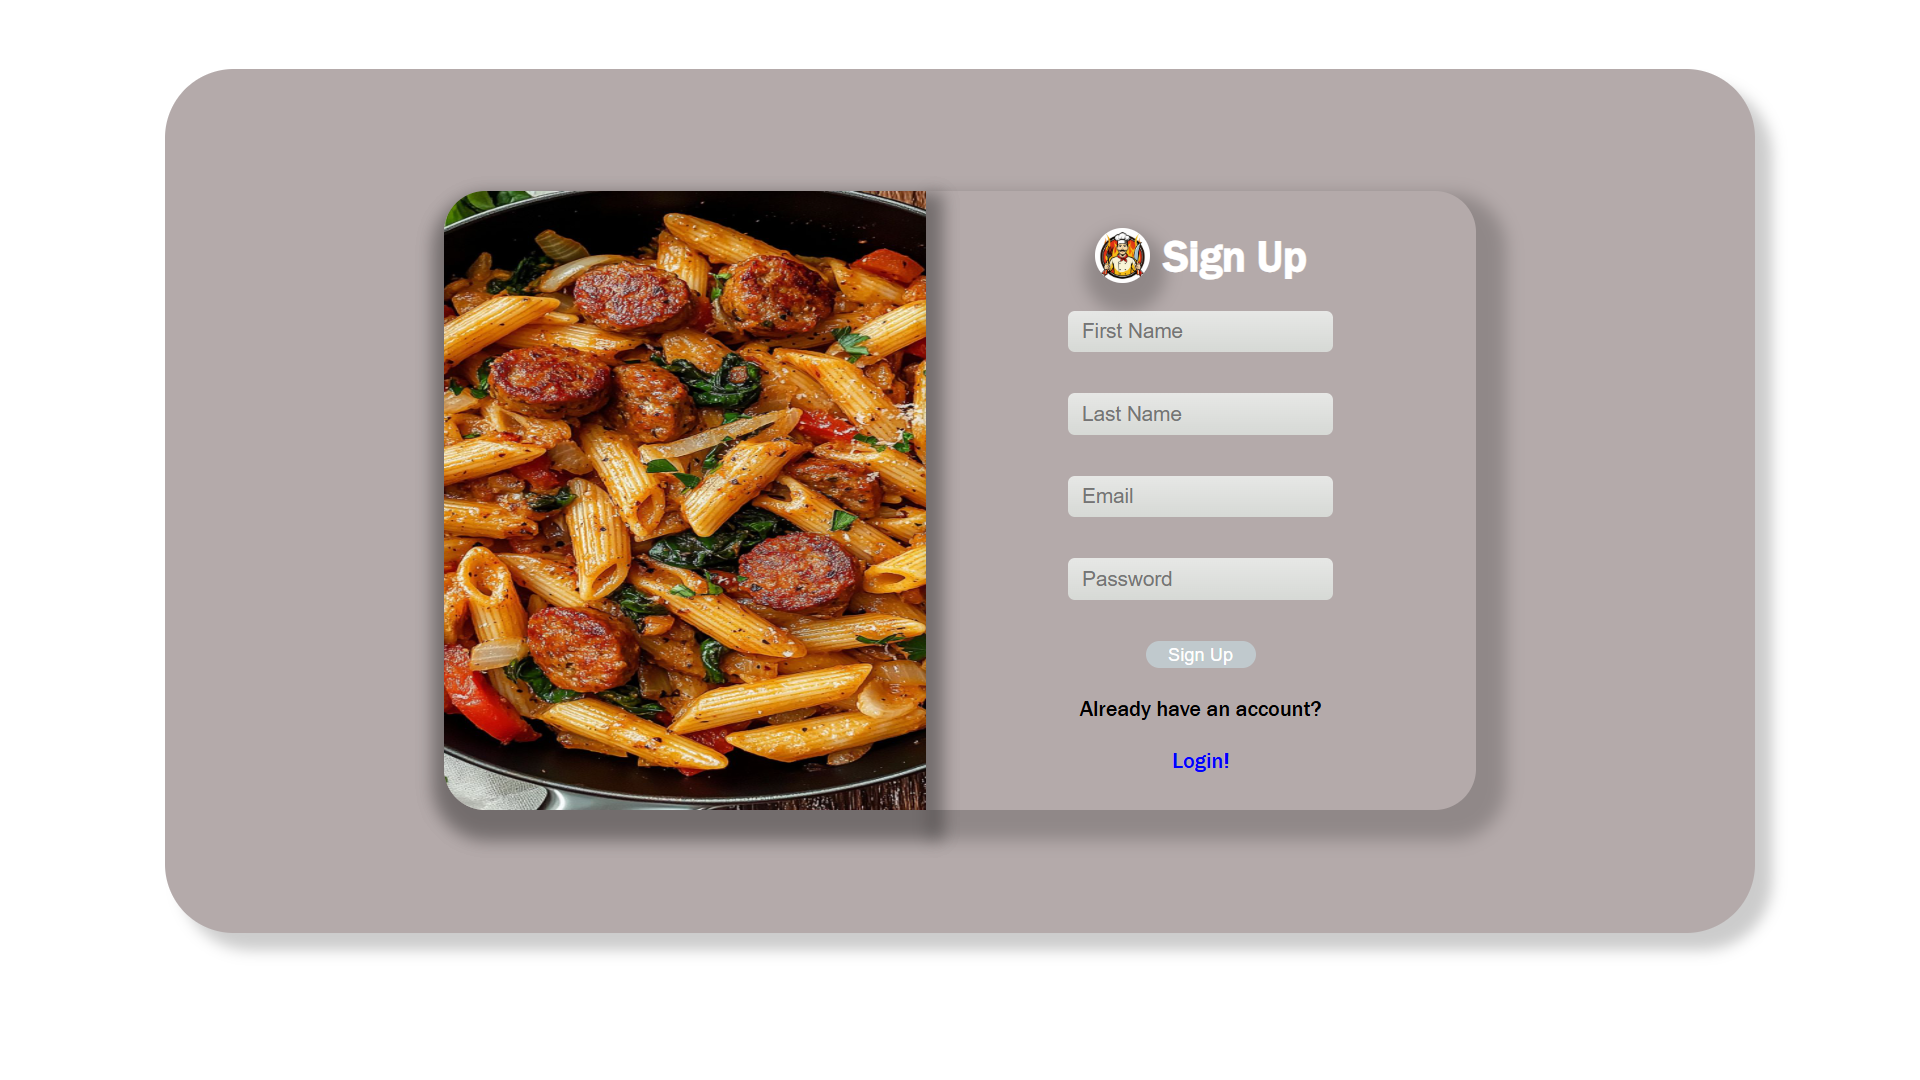 Sign Up
First Name
Last Name
Email
Password
Sign Up
Already have an account?
Login!